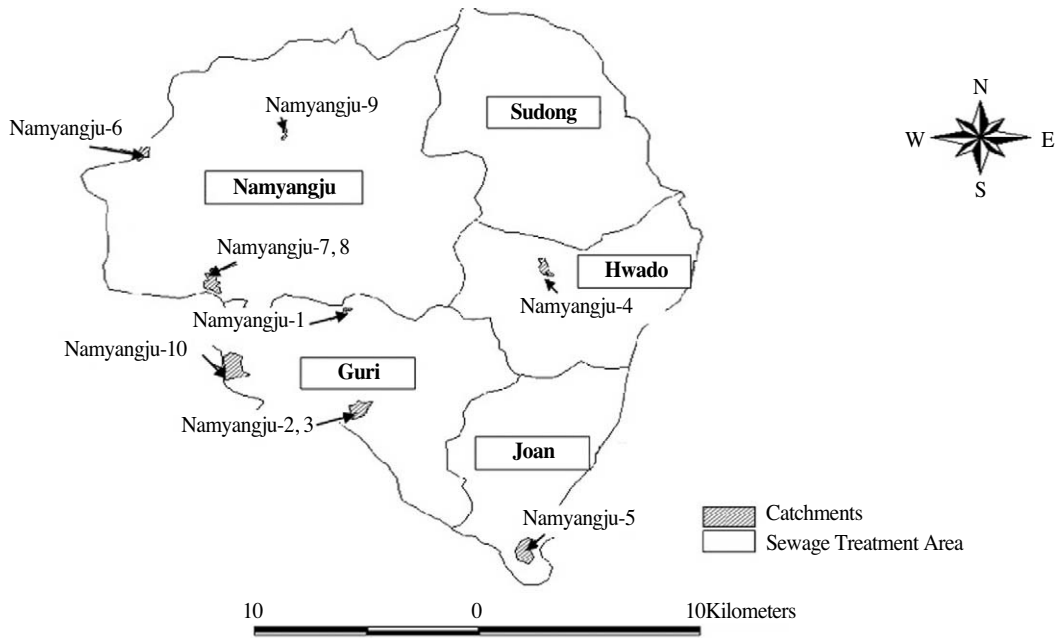 Sudong
N
Namyangju-9
Namyangju-6
W
E
S
Namyangju
Namyangju-7, 8
Hwado
Namyangju-4
Namyangju-1
Namyangju-10
Guri
Namyangju-2, 3
Joan
Namyangju-5
Catchments
Sewage Treatment Area
10 0 10Kilometers